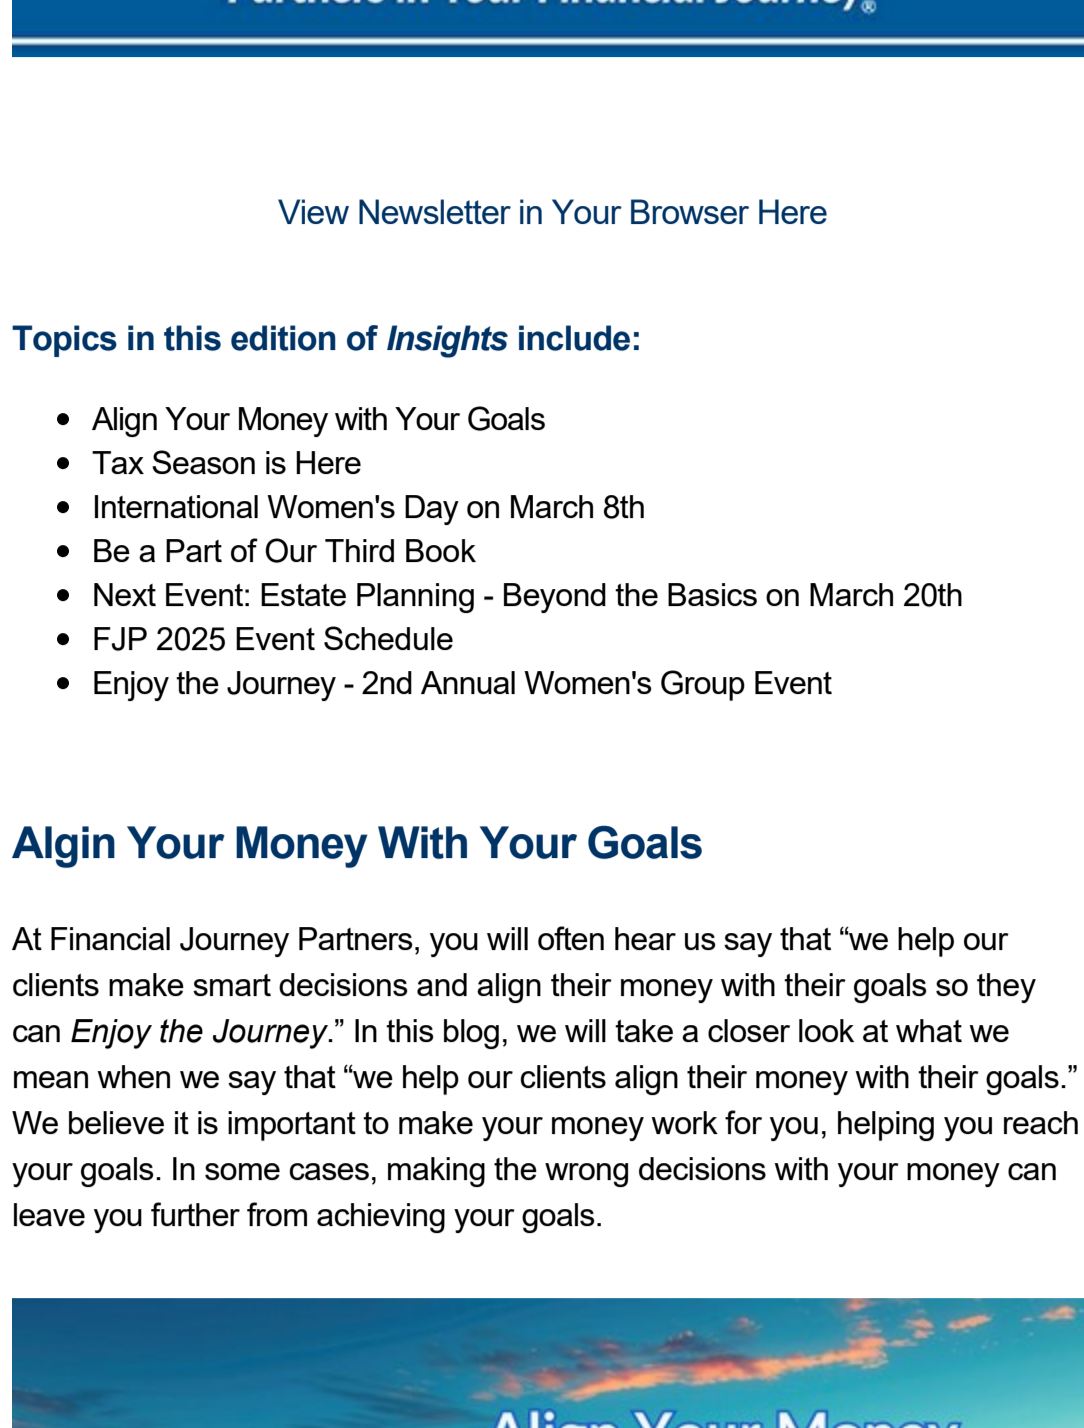 Partners in Your Financial Journey®
View Newsletter in Your Browser Here
Topics in this edition of Insights include:
Align Your Money with Your Goals
Tax Season is Here
International Women's Day on March 8th
Be a Part of Our Third Book
Next Event: Estate Planning - Beyond the Basics on March 20th
FJP 2025 Event Schedule
Enjoy the Journey - 2nd Annual Women's Group Event
Algin Your Money With Your Goals
At Financial Journey Partners, you will often hear us say that “we help our
clients make smart decisions and align their money with their goals so they
can Enjoy the Journey.” In this blog, we will take a closer look at what we
mean when we say that “we help our clients align their money with their goals.”
We believe it is important to make your money work for you, helping you reach
your goals. In some cases, making the wrong decisions with your money can
leave you further from achieving your goals.
Align Your Money